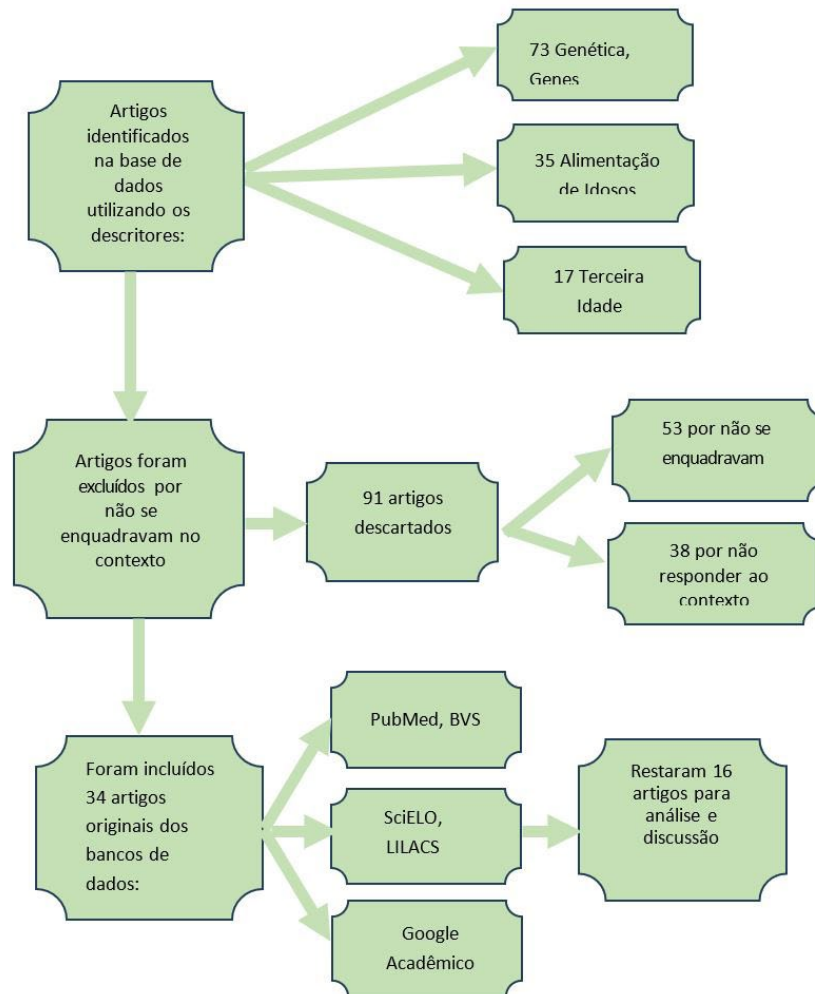 Artigos
identificados
na base de
dados
utilizando os
descritores:
73 Genética,
Genes
35 Alimentação
de Idosos
17 Terceira
Idade
Artigos foram
excluídos por
não se
enquadravam no
contexto
91 artigos
descartados
53 por não se
enquadravam
38 por não
responder ao
contexto
Foram incluídos
34 artigos
originais dos
bancos de
dados:
PubMed, BVS
SciELO,
LILACS
Google
Acadêmico
Restaram 16
artigos para
análise e
discussão